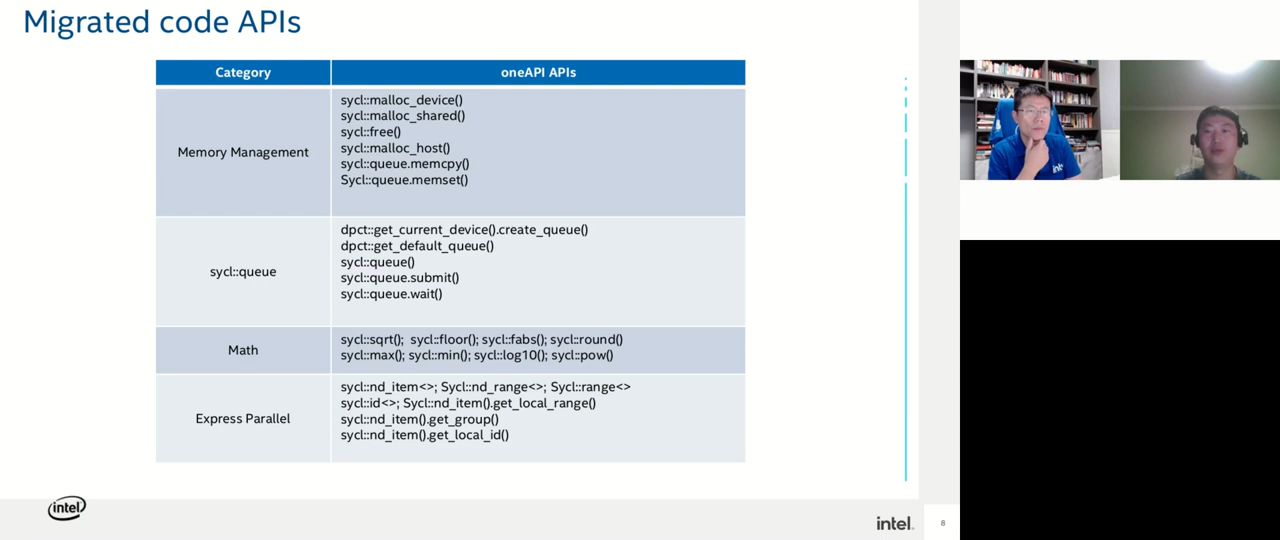 Migrated code APIs
Category
oneAPI APIs
Memory Management
sycl::malloc_device()
sycl::malloc_shared()
sycl::free()
sycl::malloc_host()
sycl::queue.memcpy()
Sycl::queue.memset()
sycl::queue
dpct::get_current_device().create_queue()
dpct::get_default_queue()
sycl::queue()
sycl::queue.submit()
sycl::queue.wait()
Math
sycl::sqrt(); sycl::floor(); sycl::fabs(); sycl::round()
sycl::max(); sycl::min(); sycl::log10(); sycl::pow()
Express Parallel
sycl::nd_item<>; Sycl::nd_range<>; Sycl::range<>
sycl::id<>; Sycl::nd_item().get_local_range()
sycl::nd_item().get_group()
sycl::nd_item().get_local_id()
intel
intel.
8